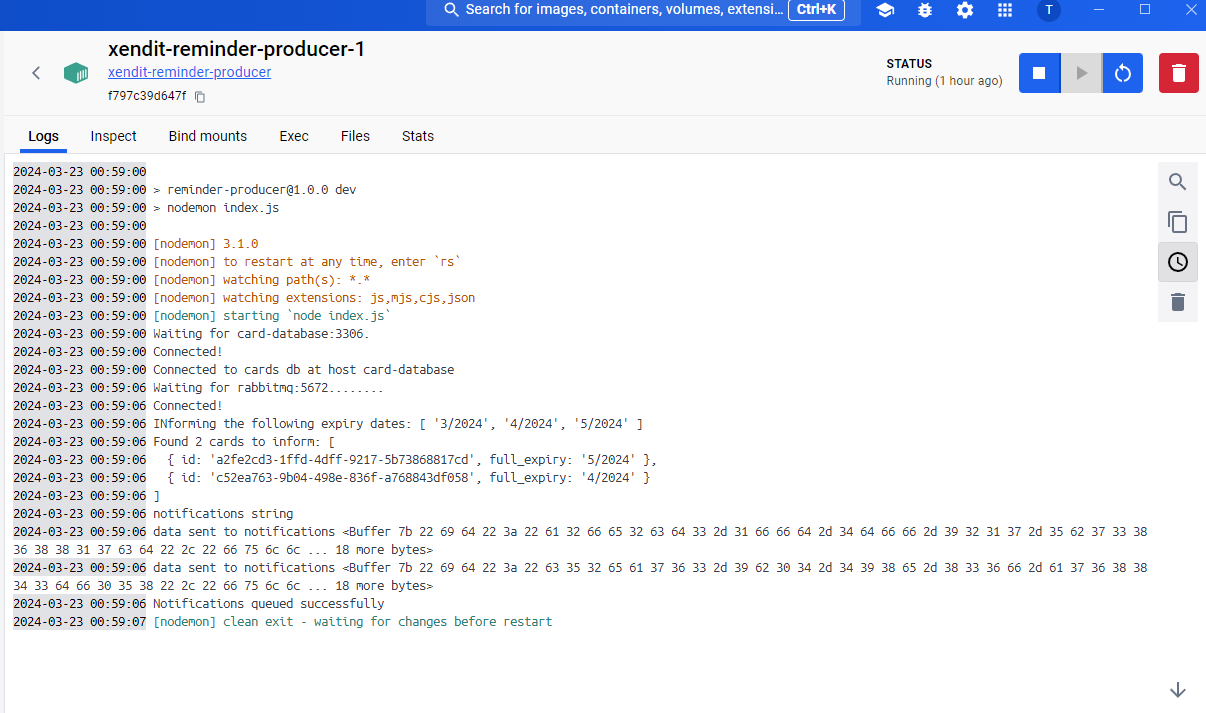 Search for images, containers, volumes, extensi... Ctrl+K
T
xendit-reminder-producer-1
xendit-reminder-producer
f797c39d647f
STATUS
Running (1 hour ago)
Logs Inspect Bind mounts Exec Files Stats
2024-03-23 00:59:00
2024-03-23 00:59:00 > reminder-producer@1.0.0 dev
2024-03-23 00:59:00 > nodemon index.js
2024-03-23 00:59:00
2024-03-23 00:59:00 [nodemon] 3.1.0
2024-03-23 00:59:00 [nodemon] to restart at any time, enter `rs`
2024-03-23 00:59:00 [nodemon] watching path(s): *.*
2024-03-23 00:59:00 [nodemon] watching extensions: js,mjs,cjs,json
2024-03-23 00:59:00 [nodemon] starting `node index.js`
2024-03-23 00:59:00 Waiting for card-database:3306.
2024-03-23 00:59:00 Connected!
2024-03-23 00:59:00 Connected to cards db at host card-database
2024-03-23 00:59:06 Waiting for rabbitmq:5672........
2024-03-23 00:59:06 Connected!
2024-03-23 00:59:06 INforming the following expiry dates: [ '3/2024', '4/2024', '5/2024' ]
2024-03-23 00:59:06 Found 2 cards to inform: [
2024-03-23 00:59:06   { id: 'a2fe2cd3-1ffd-4dff-9217-5b73868817cd', full_expiry: '5/2024' },
2024-03-23 00:59:06   { id: 'c52ea763-9b04-498e-836f-a768843df058', full_expiry: '4/2024' }
2024-03-23 00:59:06 ]
2024-03-23 00:59:06 notifications string
2024-03-23 00:59:06 data sent to notifications <Buffer 7b 22 69 64 22 3a 22 61 32 66 65 32 63 64 33 2d 31 66 66 64 2d 34 64 66 66 2d 39 32 31 37 2d 35 62 37 33 38
36 38 38 31 37 63 64 22 2c 22 66 75 6c 6c ... 18 more bytes>
2024-03-23 00:59:06 data sent to notifications <Buffer 7b 22 69 64 22 3a 22 63 35 32 65 61 37 36 33 2d 39 62 30 34 2d 34 39 38 65 2d 38 33 36 66 2d 61 37 36 38 38
34 33 64 66 30 35 38 22 2c 22 66 75 6c 6c ... 18 more bytes>
2024-03-23 00:59:06 Notifications queued successfully
2024-03-23 00:59:07 [nodemon] clean exit - waiting for changes before restart